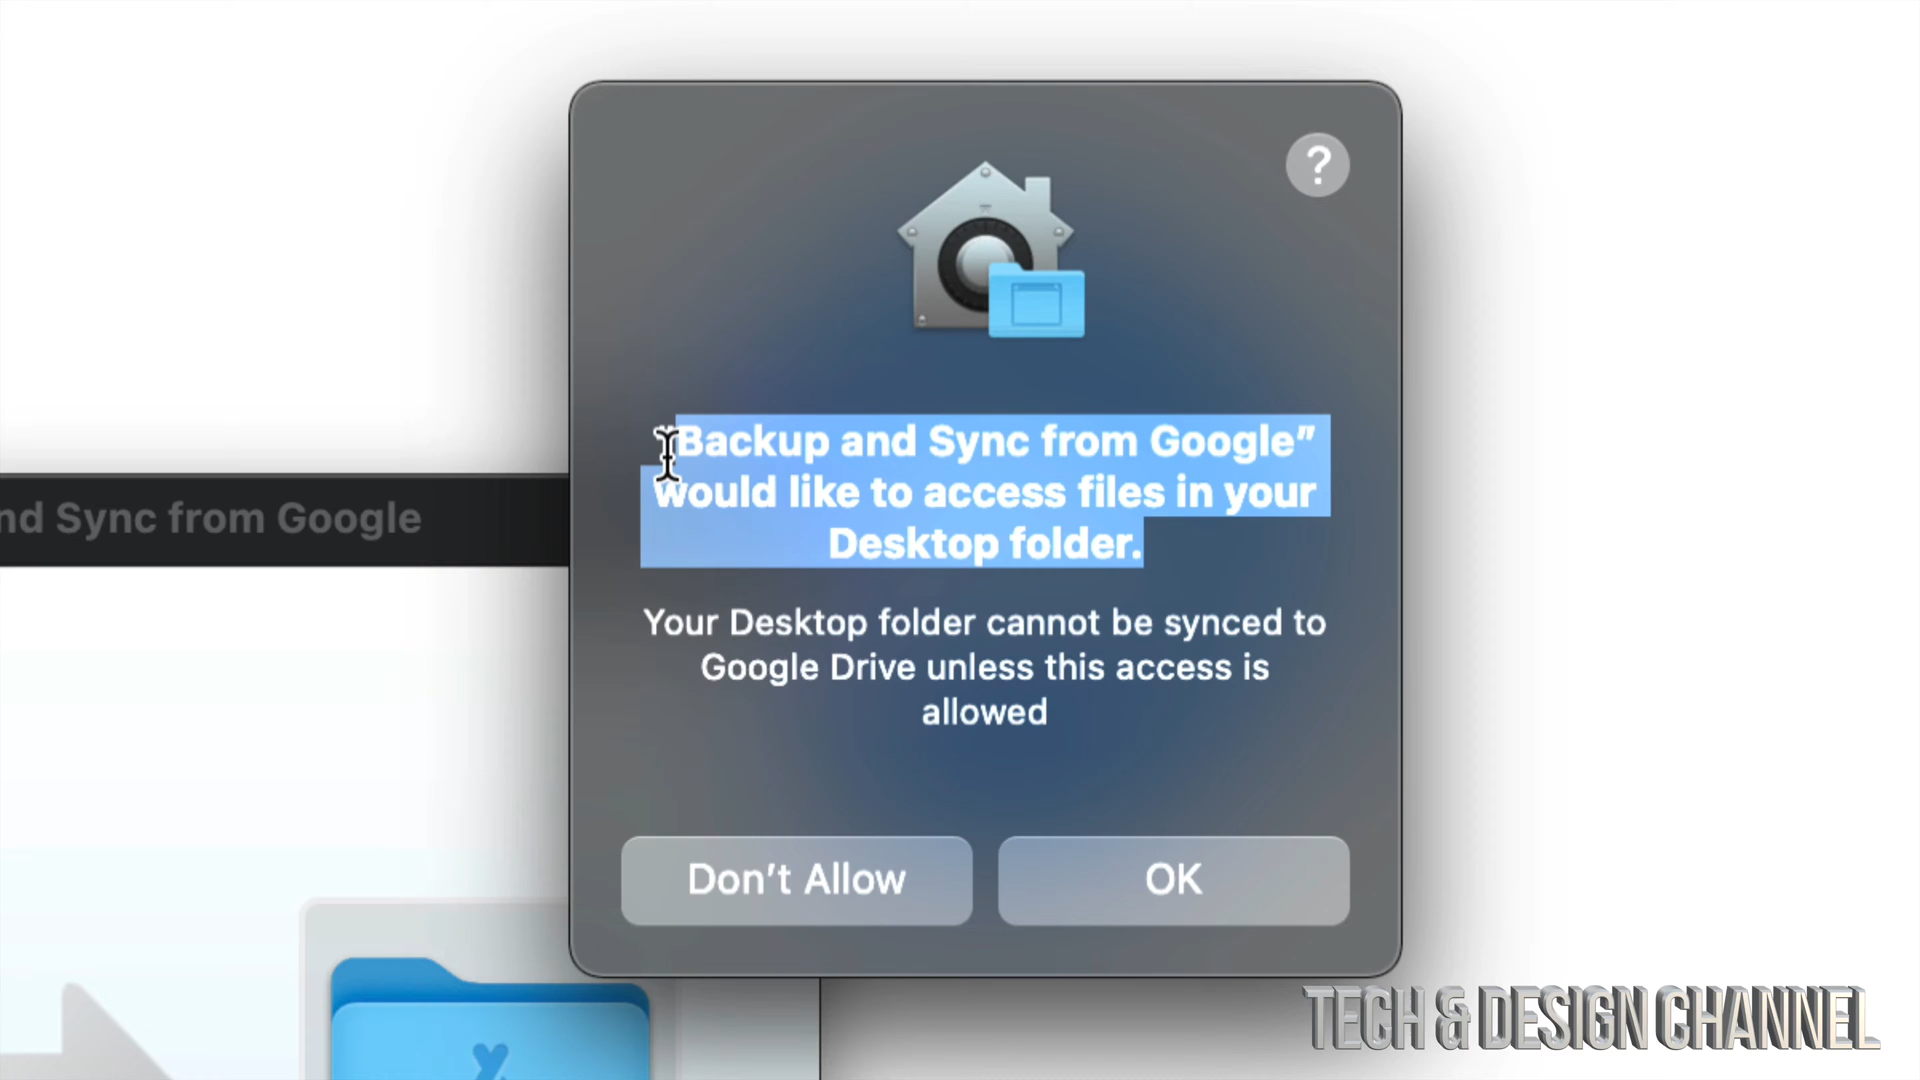 ?
“Backup and Sync from Google”
would like to access files in your
Desktop folder.
nd Sync from Google
Your Desktop folder cannot be synced to
Google Drive unless this access is
allowed
Don’t Allow
OK
TECH & DESIGN CHANNEL